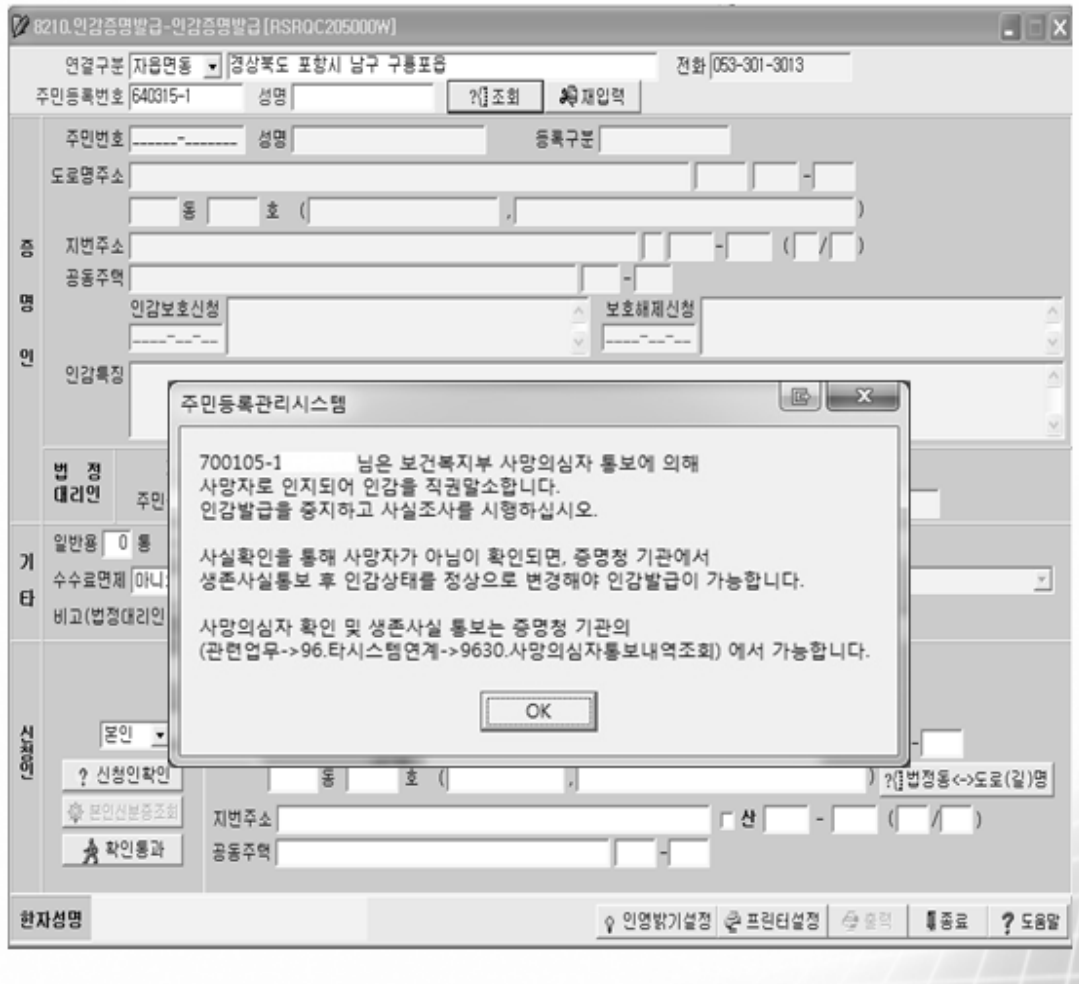 8210.인감증명발급-인감증명발급[RSRQC205000W]
연결구분 자읍면동 경상북도 포항시 남구 구룡포읍 전화 053-301-3013
주민등록번호 640315-1 성명 ?{]조회 재입력
주민번호 ______-_______ 성명 등록구분
도로명주소 -
동 호 ( , )
지번주소 - ( / )
공동주택 -
증명인
인감보호신청 보호해제신청
____-__-__ ____-__-__
인감특징
주민등록관리시스템
700105-1 님은 보건복지부 사망의심자 통보에 의해
사망자로 인지되어 인감을 직권말소합니다.
인감발급을 중지하고 사실조사를 시행하십시오.
사실확인을 통해 사망자가 아님이 확인되면, 증명청 기관에서
생존사실통보 후 인감상태를 정상으로 변경해야 인감발급이 가능합니다.
사망의심자 확인 및 생존사실 통보는 증명청 기관의
(관련업무->96.타시스템연계->9630.사망의심자통보내역조회) 에서 가능합니다.
OK
법 정
대리인 주민
기타
일반용 0 통
수수료면제 아니
비고(법정대리인
신청인
본인 -
? 신청인확인 동 호 ( , ) ?{]법정동<->도로(길)명
본인신분증조회 지번주소 산 - ( / )
확인통과 공동주택 -
한자성명 인영밝기설정 프린터설정 출력 종료 ? 도움말